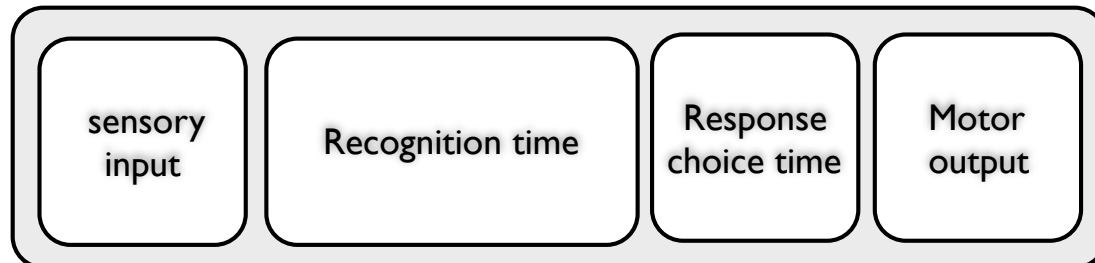 sensory
input
Recognition time
Response
choice time
Motor
output